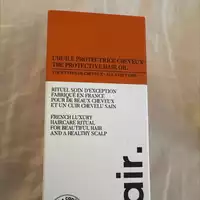 L'HUILE PROTECTRICE CHEVEUX
THE PROTECTIVE HAIR OIL
RITUEL SOIN D'EXCEPTION
FABRIQUÉ EN FRANCE
POUR DE BEAUX CHEVEUX
ET UN CUIR CHEVELU SAIN
FRENCH LUXURY
HAIRCARE RITUAL
FOR BEAUTIFUL HAIR
AND A HEALTHY SCALP
air.